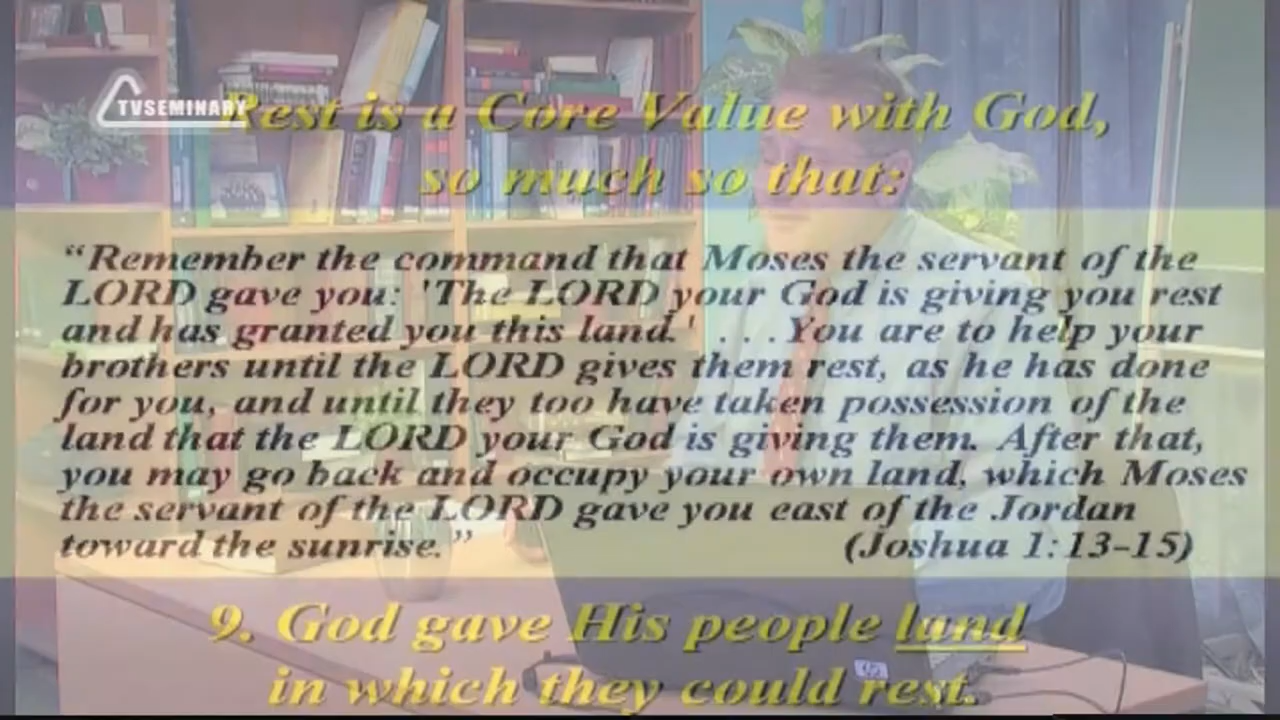 TVSEMINARY
Rest is a Core Value with God,
so much so that:
“Remember the command that Moses the servant of the
LORD gave you: 'The LORD your God is giving you rest
and has granted you this land.' . . . You are to help your
brothers until the LORD gives them rest, as he has done
for you, and until they too have taken possession of the
land that the LORD your God is giving them. After that,
you may go back and occupy your own land, which Moses
the servant of the LORD gave you east of the Jordan
toward the sunrise.” (Joshua 1:13-15)
9. God gave His people land
in which they could rest.